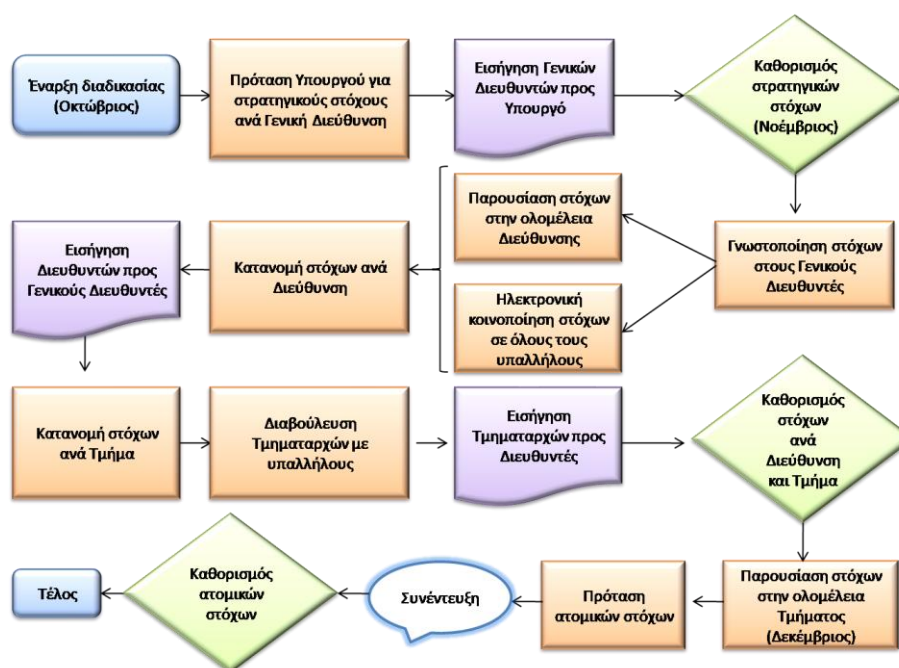 Έναρξη διαδικασίας
(Οκτώβριος)
Πρόταση Υπουργού για
στρατηγικούς στόχους
ανά Γενική Διεύθυνση
Εισήγηση Γενικών
Διευθυντών προς
Υπουργό
Καθορισμός
στρατηγικών
στόχων
(Νοέμβριος)
Γνωστοποίηση στόχων
στους Γενικούς
Διευθυντές
Παρουσίαση στόχων
στην ολομέλεια
Διεύθυνσης
Ηλεκτρονική
κοινοποίηση στόχων
σε όλους τους
υπαλλήλους
Κατανομή στόχων ανά
Διεύθυνση
Εισήγηση
Διευθυντών προς
Γενικούς Διευθυντές
Κατανομή στόχων
ανά Τμήμα
Διαβούλευση
Τμηματαρχών με
υπαλλήλους
Εισήγηση
Τμηματαρχών προς
Διευθυντές
Καθορισμός
στόχων
ανά
Διεύθυνση
και Τμήμα
Παρουσίαση στόχων
στην ολομέλεια
Τμήματος
(Δεκέμβριος)
Πρόταση
ατομικών στόχων
Συνέντευξη
Καθορισμός
ατομικών
στόχων
Τέλος